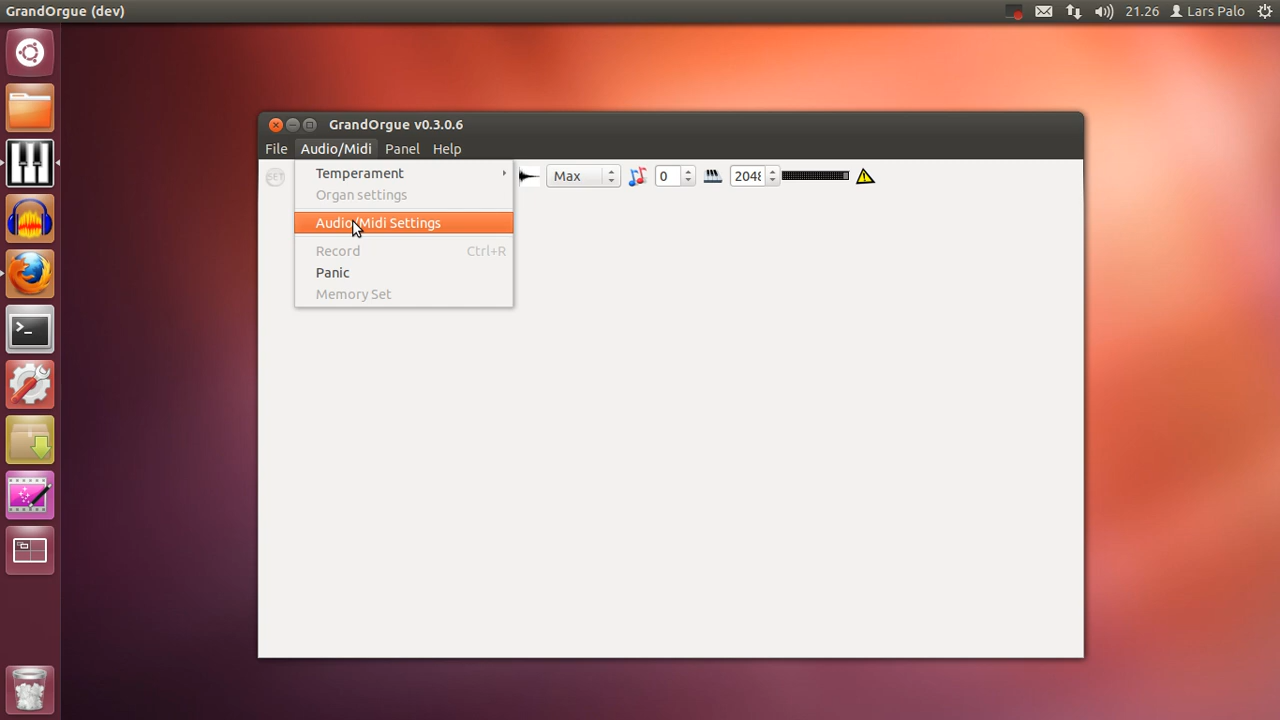 GrandOrgue (dev)
21.26
Lars Palo
GrandOrgue v0.3.0.6
File
Audio/Midi
Panel
Help
SET
Max
0
2048
Temperament
Organ settings
Audio/Midi Settings
Record Ctrl+R
Panic
Memory Set